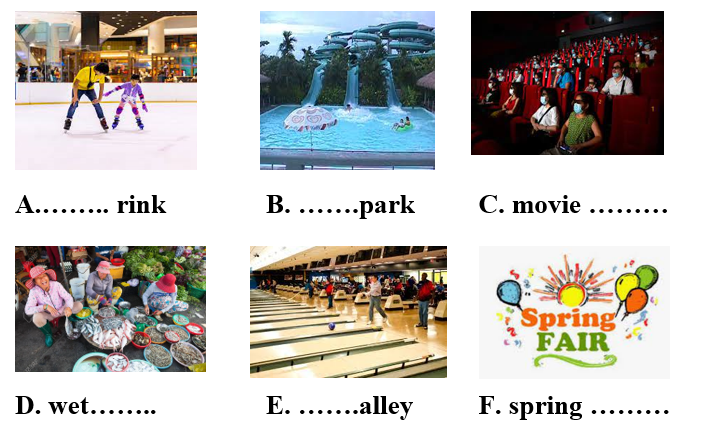 A.…….. rink
B. …….park
C. movie ………
Spring
FAIR
D. wet……..
E. …….alley
F. spring ………